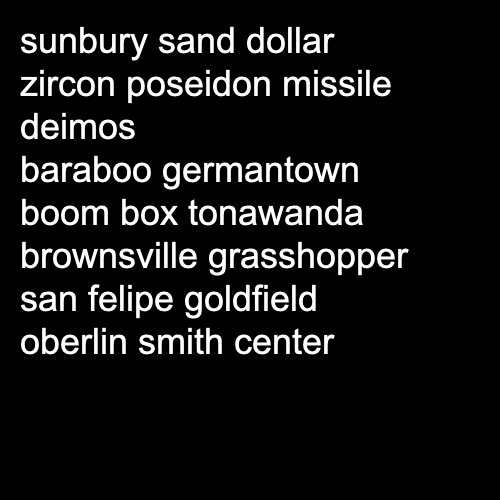 sunbury sand dollar
zircon poseidon missile
deimos
baraboo germantown
boom box tonawanda
brownsville grasshopper
san felipe goldfield
oberlin smith center